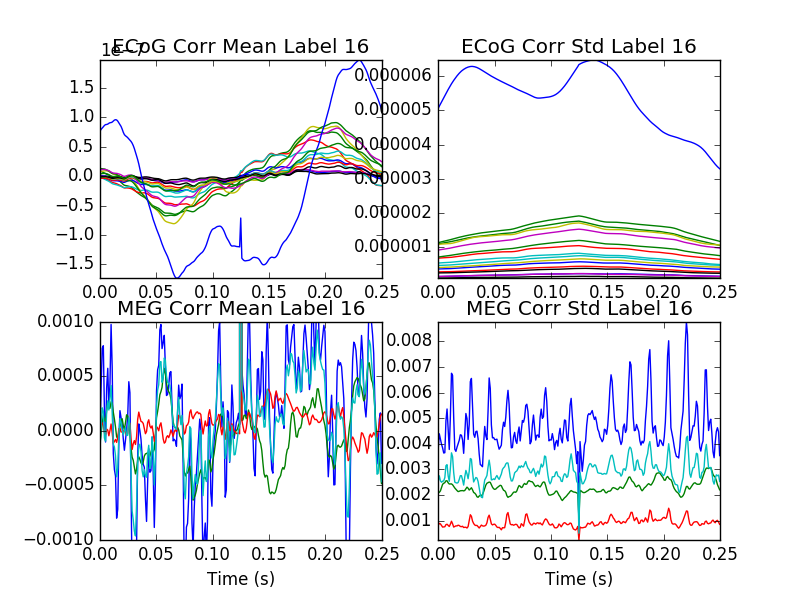 ECoG Corr Mean Label 16
1e−7
1.5
1.0
0.5
0.0
−0.5
−1.0
−1.5
0.00 0.05 0.10 0.15 0.20 0.25
ECoG Corr Std Label 16
0.000006
0.000005
0.000004
0.000003
0.000002
0.000001
0.00 0.05 0.10 0.15 0.20 0.25
MEG Corr Mean Label 16
0.0010
0.0005
0.0000
−0.0005
−0.0010
0.00 0.05 0.10 0.15 0.20 0.25
Time (s)
MEG Corr Std Label 16
0.008
0.007
0.006
0.005
0.004
0.003
0.002
0.001
0.00 0.05 0.10 0.15 0.20 0.25
Time (s)